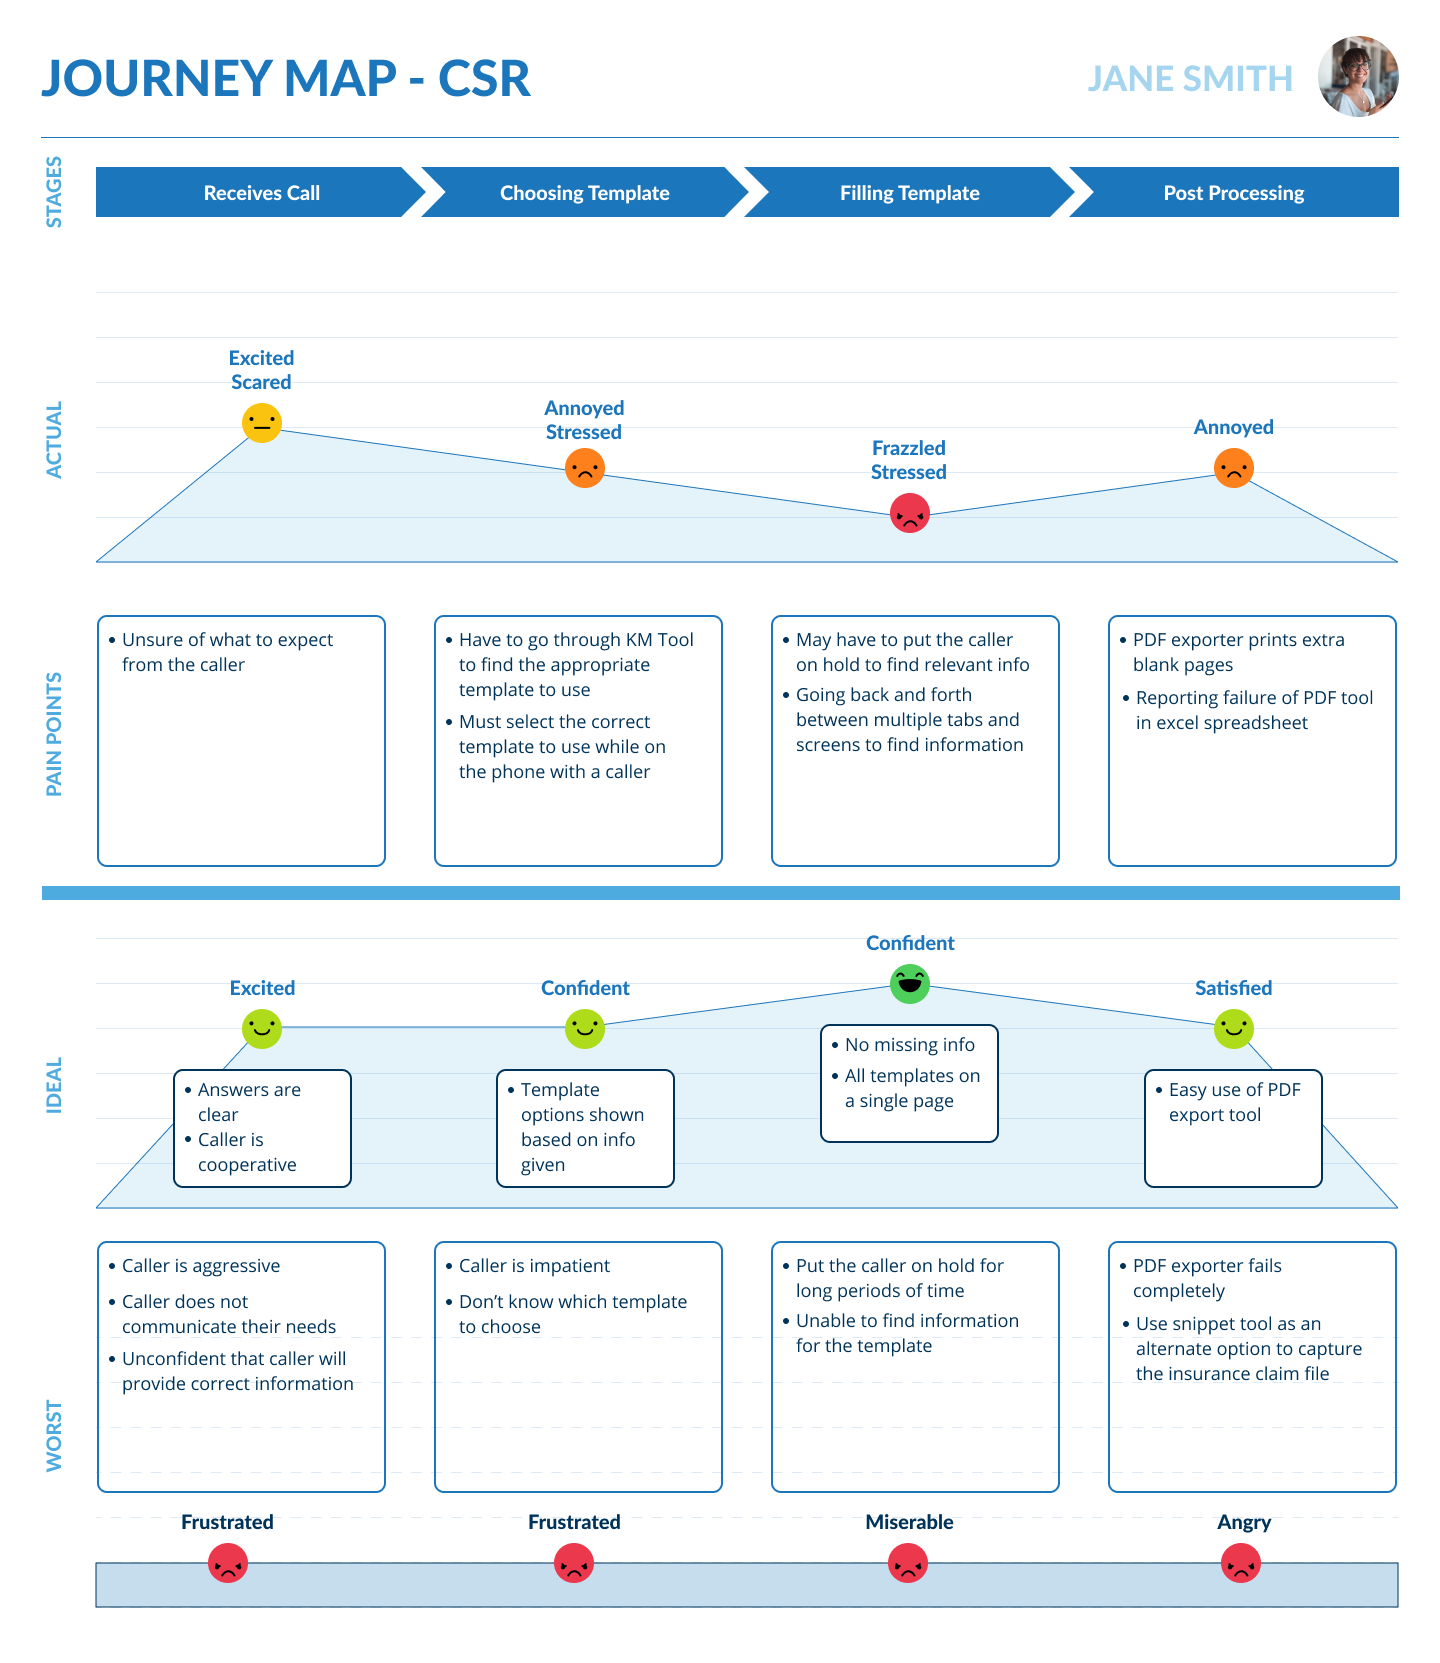 JOURNEY MAP - CSR
JANE SMITH
STAGES
Receives Call
Choosing Template
Filling Template
Post Processing
ACTUAL
Excited
Scared
Annoyed
Stressed
Frazzled
Stressed
Annoyed
PAIN POINTS
• Unsure of what to expect
from the caller
• Have to go through KM Tool
to find the appropriate
template to use
• Must select the correct
template to use while on
the phone with a caller
• May have to put the caller
on hold to find relevant info
• Going back and forth
between multiple tabs and
screens to find information
• PDF exporter prints extra
blank pages
• Reporting failure of PDF tool
in excel spreadsheet
IDEAL
Excited
• Answers are
clear
• Caller is
cooperative
Confident
• Template
options shown
based on info
given
Confident
• No missing info
• All templates on
a single page
Satisfied
• Easy use of PDF
export tool
WORST
• Caller is aggressive
• Caller does not
communicate their needs
• Unconfident that caller will
provide correct information
• Caller is impatient
• Don’t know which template
to choose
• Put the caller on hold for
long periods of time
• Unable to find information
for the template
• PDF exporter fails
completely
• Use snippet tool as an
alternate option to capture
the insurance claim file
Frustrated
Frustrated
Miserable
Angry